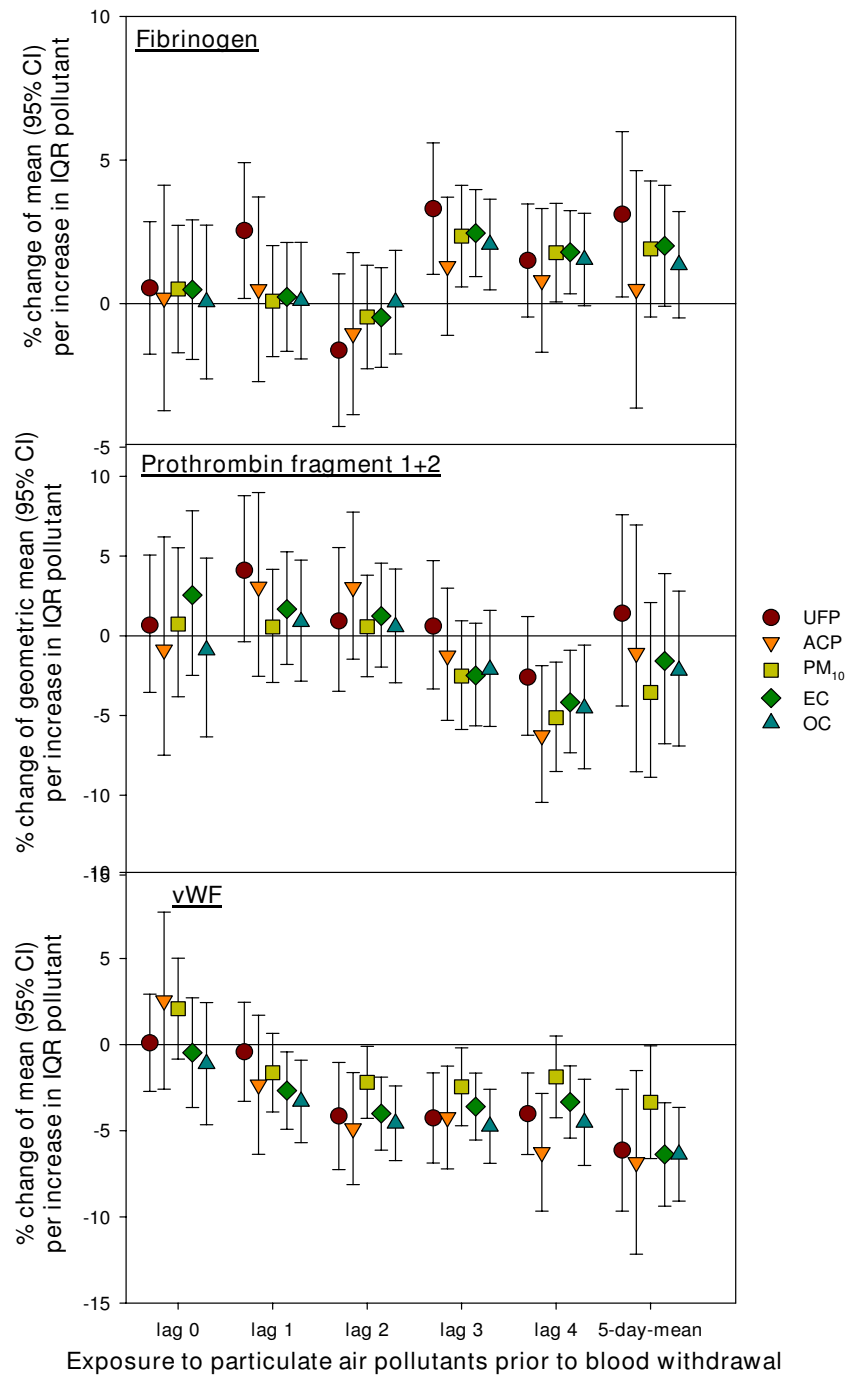 Fibrinogen
% change of mean (95% CI)
per increase in IQR pollutant
10
5
0
-5
Prothrombin fragment 1+2
% change of geometric mean (95% CI)
per increase in IQR pollutant
10
5
0
-5
-10
-15
vWF
% change of mean (95% CI)
per increase in IQR pollutant
10
5
0
-5
-10
-15
lag 0 lag 1 lag 2 lag 3 lag 4 5-day-mean
Exposure to particulate air pollutants prior to blood withdrawal
UFP
ACP
PM10
EC
OC